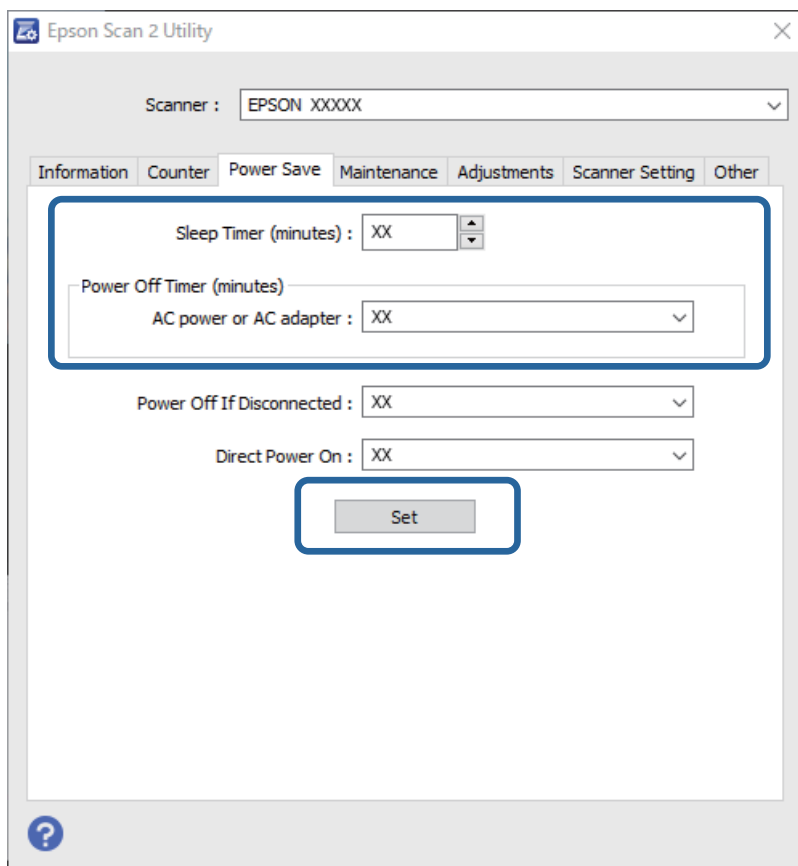 Epson Scan 2 Utility
Scanner : EPSON XXXXX
Information Counter Power Save Maintenance Adjustments Scanner Setting Other
Sleep Timer (minutes) : XX
Power Off Timer (minutes)
AC power or AC adapter : XX
Power Off If Disconnected : XX
Direct Power On : XX
Set
?